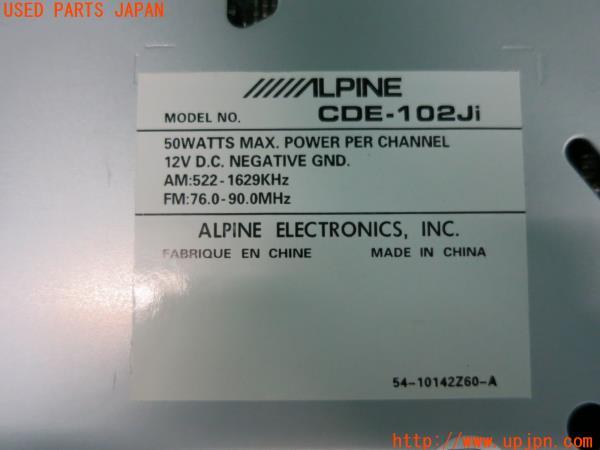 USED PARTS JAPAN
ALPINE
MODEL NO. CDE-102Ji
50WATTS MAX. POWER PER CHANNEL
12V D.C. NEGATIVE GND.
AM:522-1629KHz
FM:76.0-90.0MHz
ALPINE ELECTRONICS, INC.
FABRIQUE EN CHINE MADE IN CHINA
54-10142Z60-A
http://www.upjpn.com/